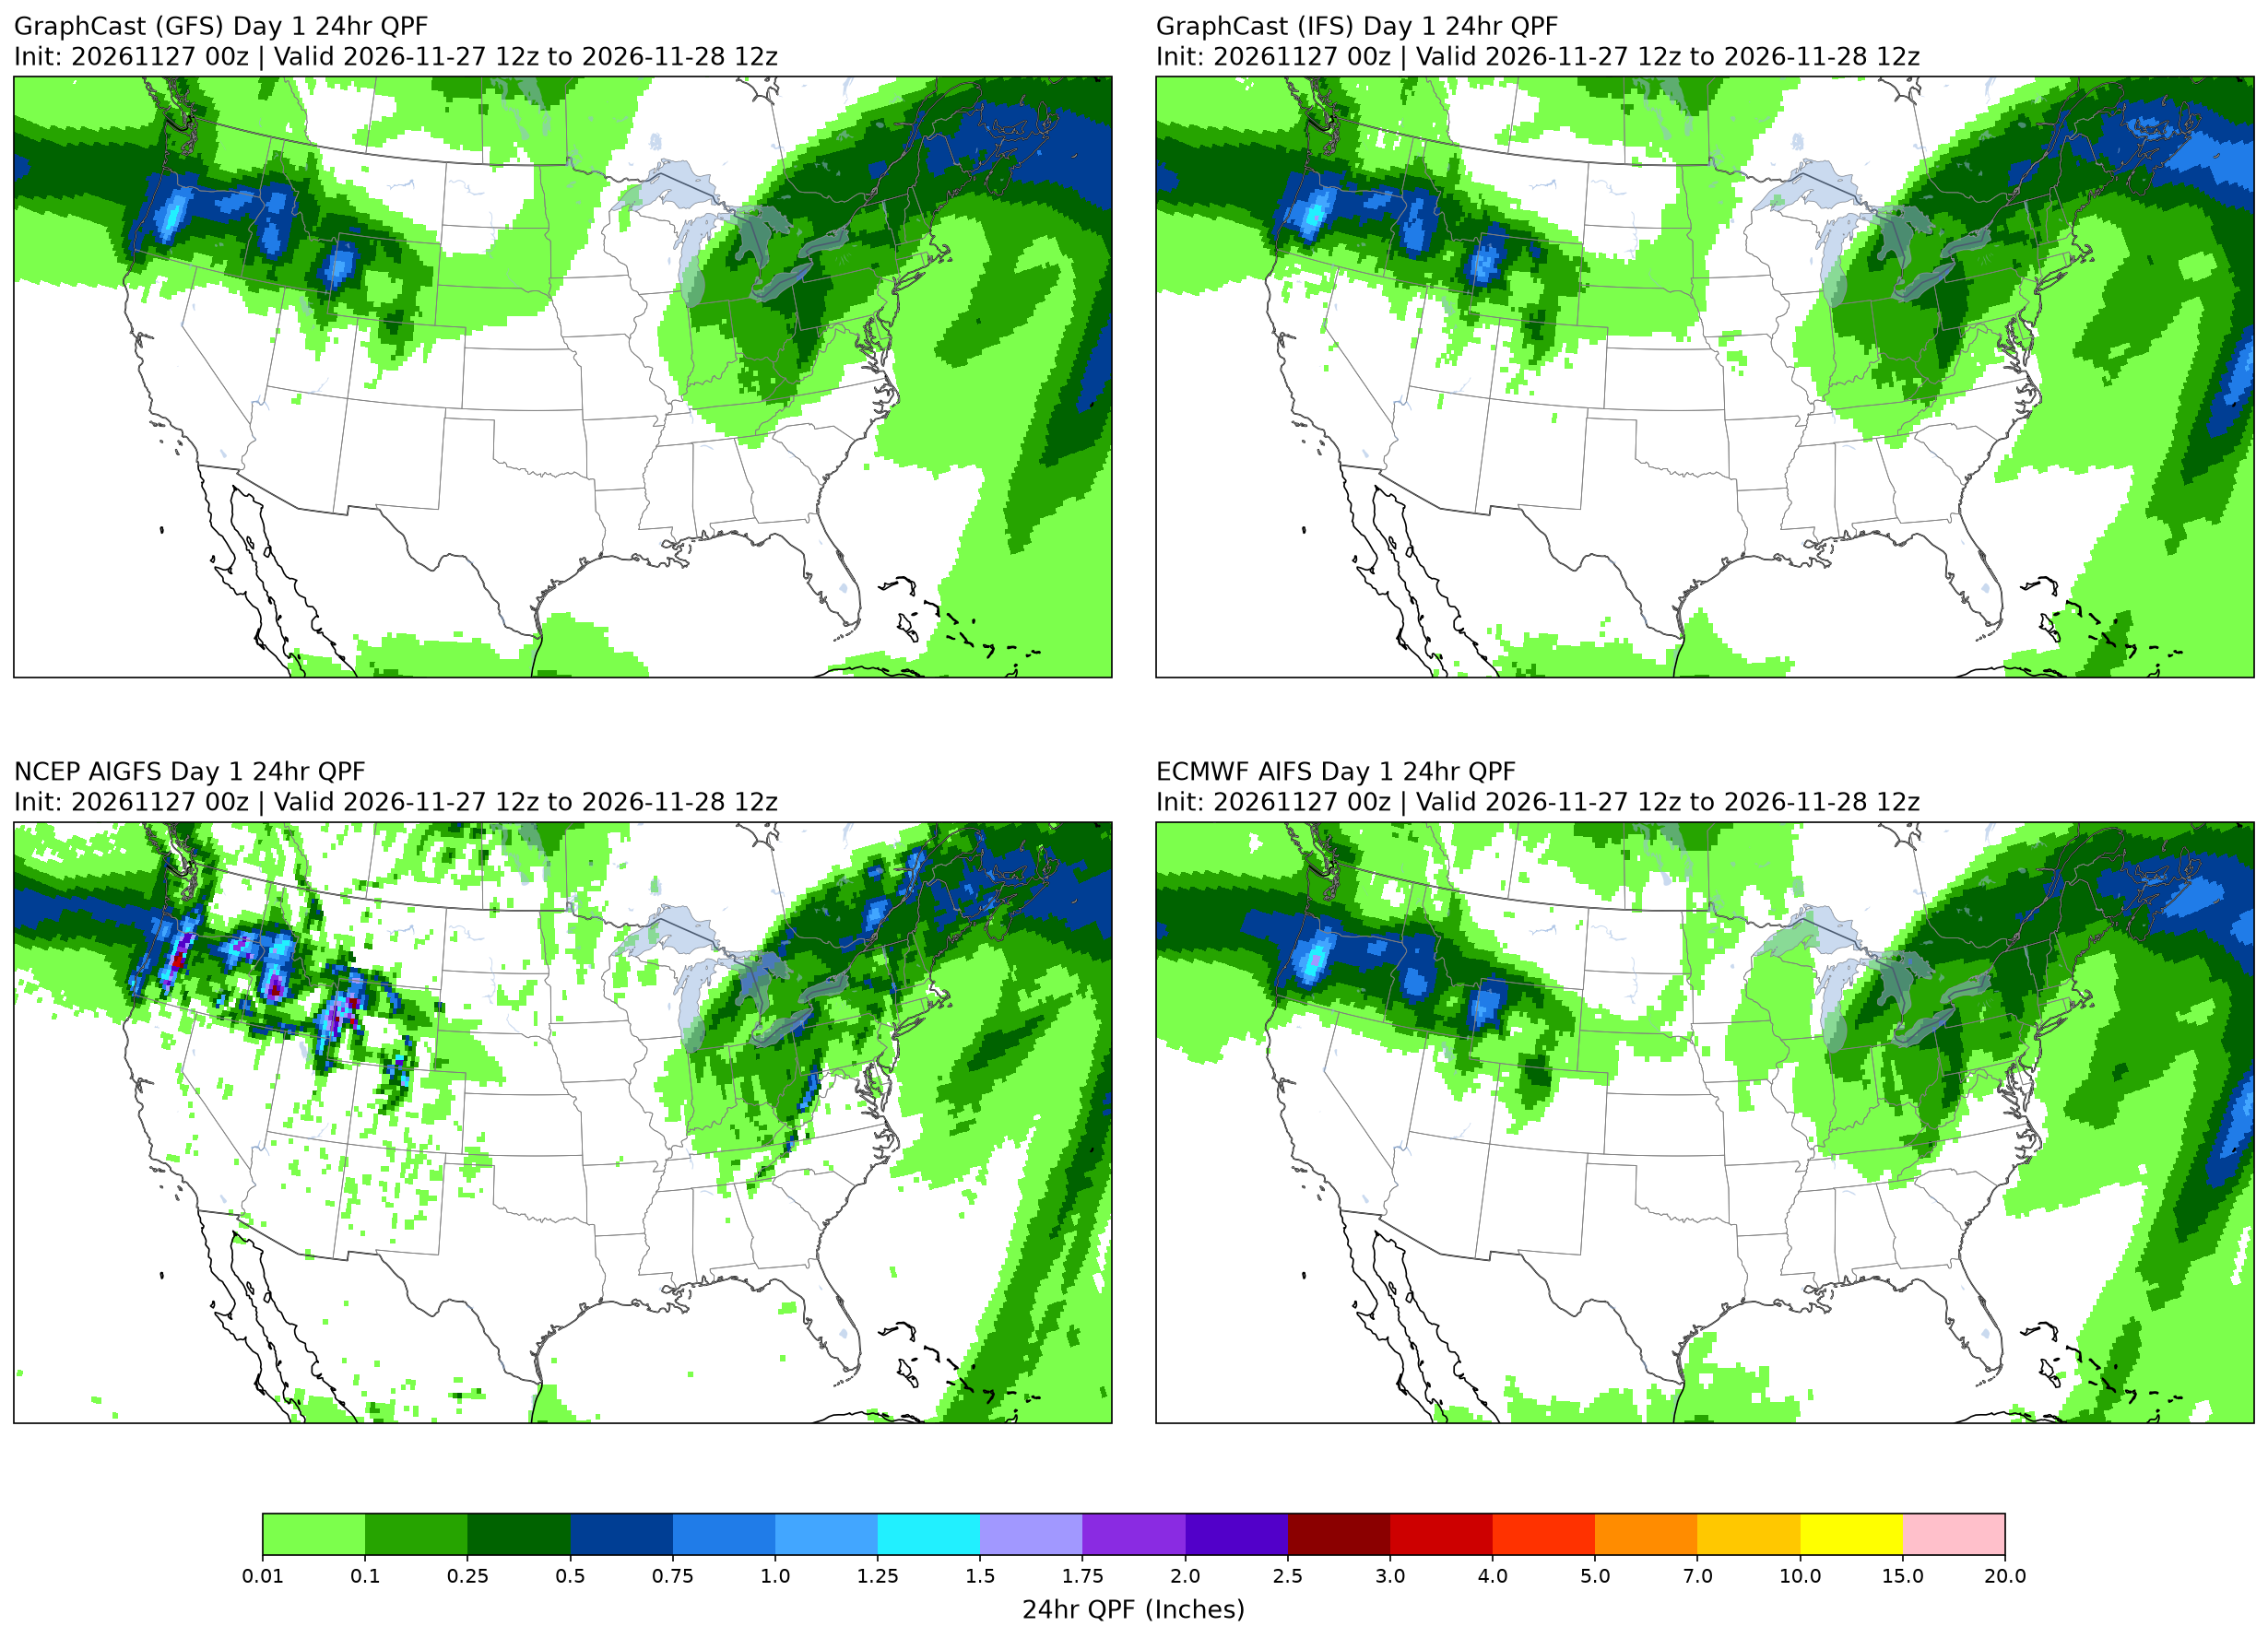 GraphCast (GFS) Day 1 24hr QPF
Init: 20261127 00z | Valid 2026-11-27 12z to 2026-11-28 12z
GraphCast (IFS) Day 1 24hr QPF
Init: 20261127 00z | Valid 2026-11-27 12z to 2026-11-28 12z
NCEP AIGFS Day 1 24hr QPF
Init: 20261127 00z | Valid 2026-11-27 12z to 2026-11-28 12z
ECMWF AIFS Day 1 24hr QPF
Init: 20261127 00z | Valid 2026-11-27 12z to 2026-11-28 12z
0.01 0.1 0.25 0.5 0.75 1.0 1.25 1.5 1.75 2.0 2.5 3.0 4.0 5.0 7.0 10.0 15.0 20.0
24hr QPF (Inches)